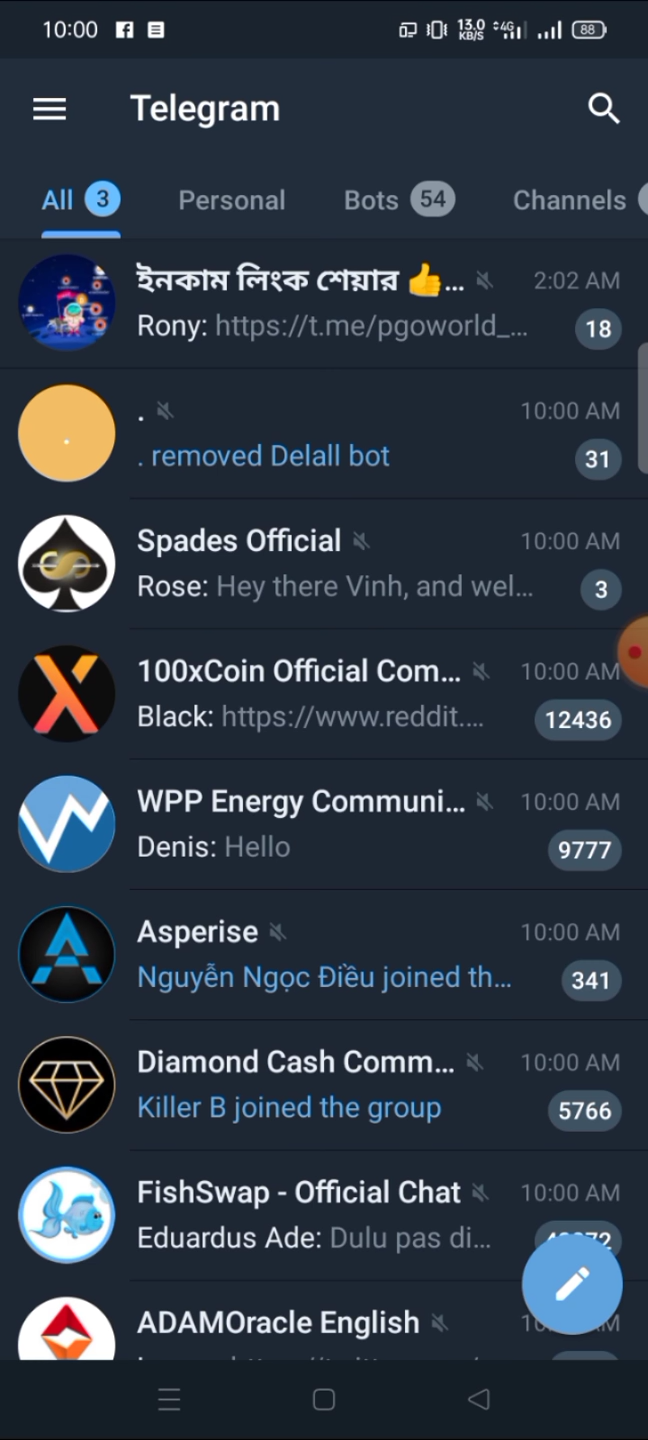 10:00 13.0 KB/S 4G 88
Telegram
All 3 Personal Bots 54 Channels
ইনকাম লিংক শেয়ার 👍... 2:02 AM
Rony: https://t.me/pgoworld_... 18
. 10:00 AM
. removed Delall bot 31
Spades Official 10:00 AM
Rose: Hey there Vinh, and wel... 3
100xCoin Official Com... 10:00 AM
Black: https://www.reddit.... 12436
WPP Energy Communi... 10:00 AM
Denis: Hello 9777
Asperise 10:00 AM
Nguyễn Ngọc Điều joined th... 341
Diamond Cash Comm... 10:00 AM
Killer B joined the group 5766
FishSwap - Official Chat 10:00 AM
Eduardus Ade: Dulu pas di...
ADAMOracle English